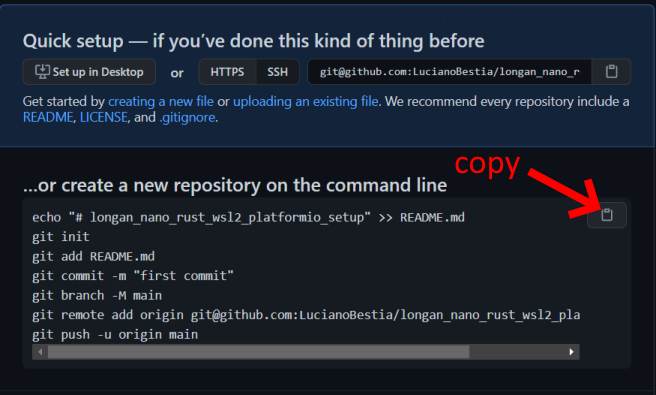 Quick setup — if you've done this kind of thing before
Set up in Desktop or HTTPS SSH git@github.com:LucianoBestia/longan_nano_r
Get started by creating a new file or uploading an existing file. We recommend every repository include a
README, LICENSE, and .gitignore.
copy
...or create a new repository on the command line
echo "# longan_nano_rust_wsl2_platformio_setup" >> README.md
git init
git add README.md
git commit -m "first commit"
git branch -M main
git remote add origin git@github.com:LucianoBestia/longan_nano_rust_wsl2_pla
git push -u origin main